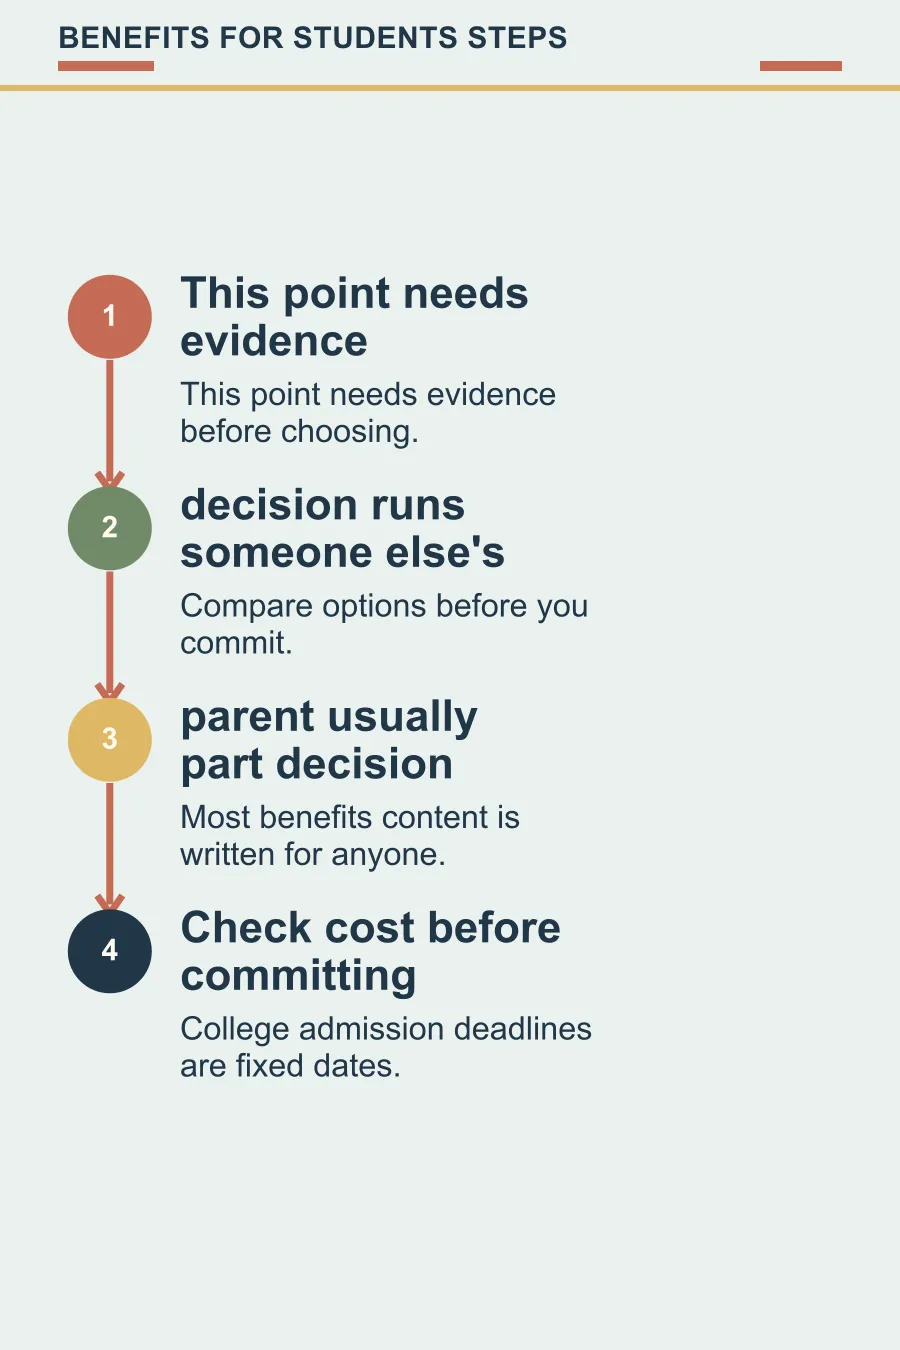 BENEFITS FOR STUDENTS STEPS
1
This point needs
evidence
This point needs evidence
before choosing.
2
decision runs
someone else's
Compare options before you
commit.
3
parent usually
part decision
Most benefits content is
written for anyone.
4
Check cost before
committing
College admission deadlines
are fixed dates.